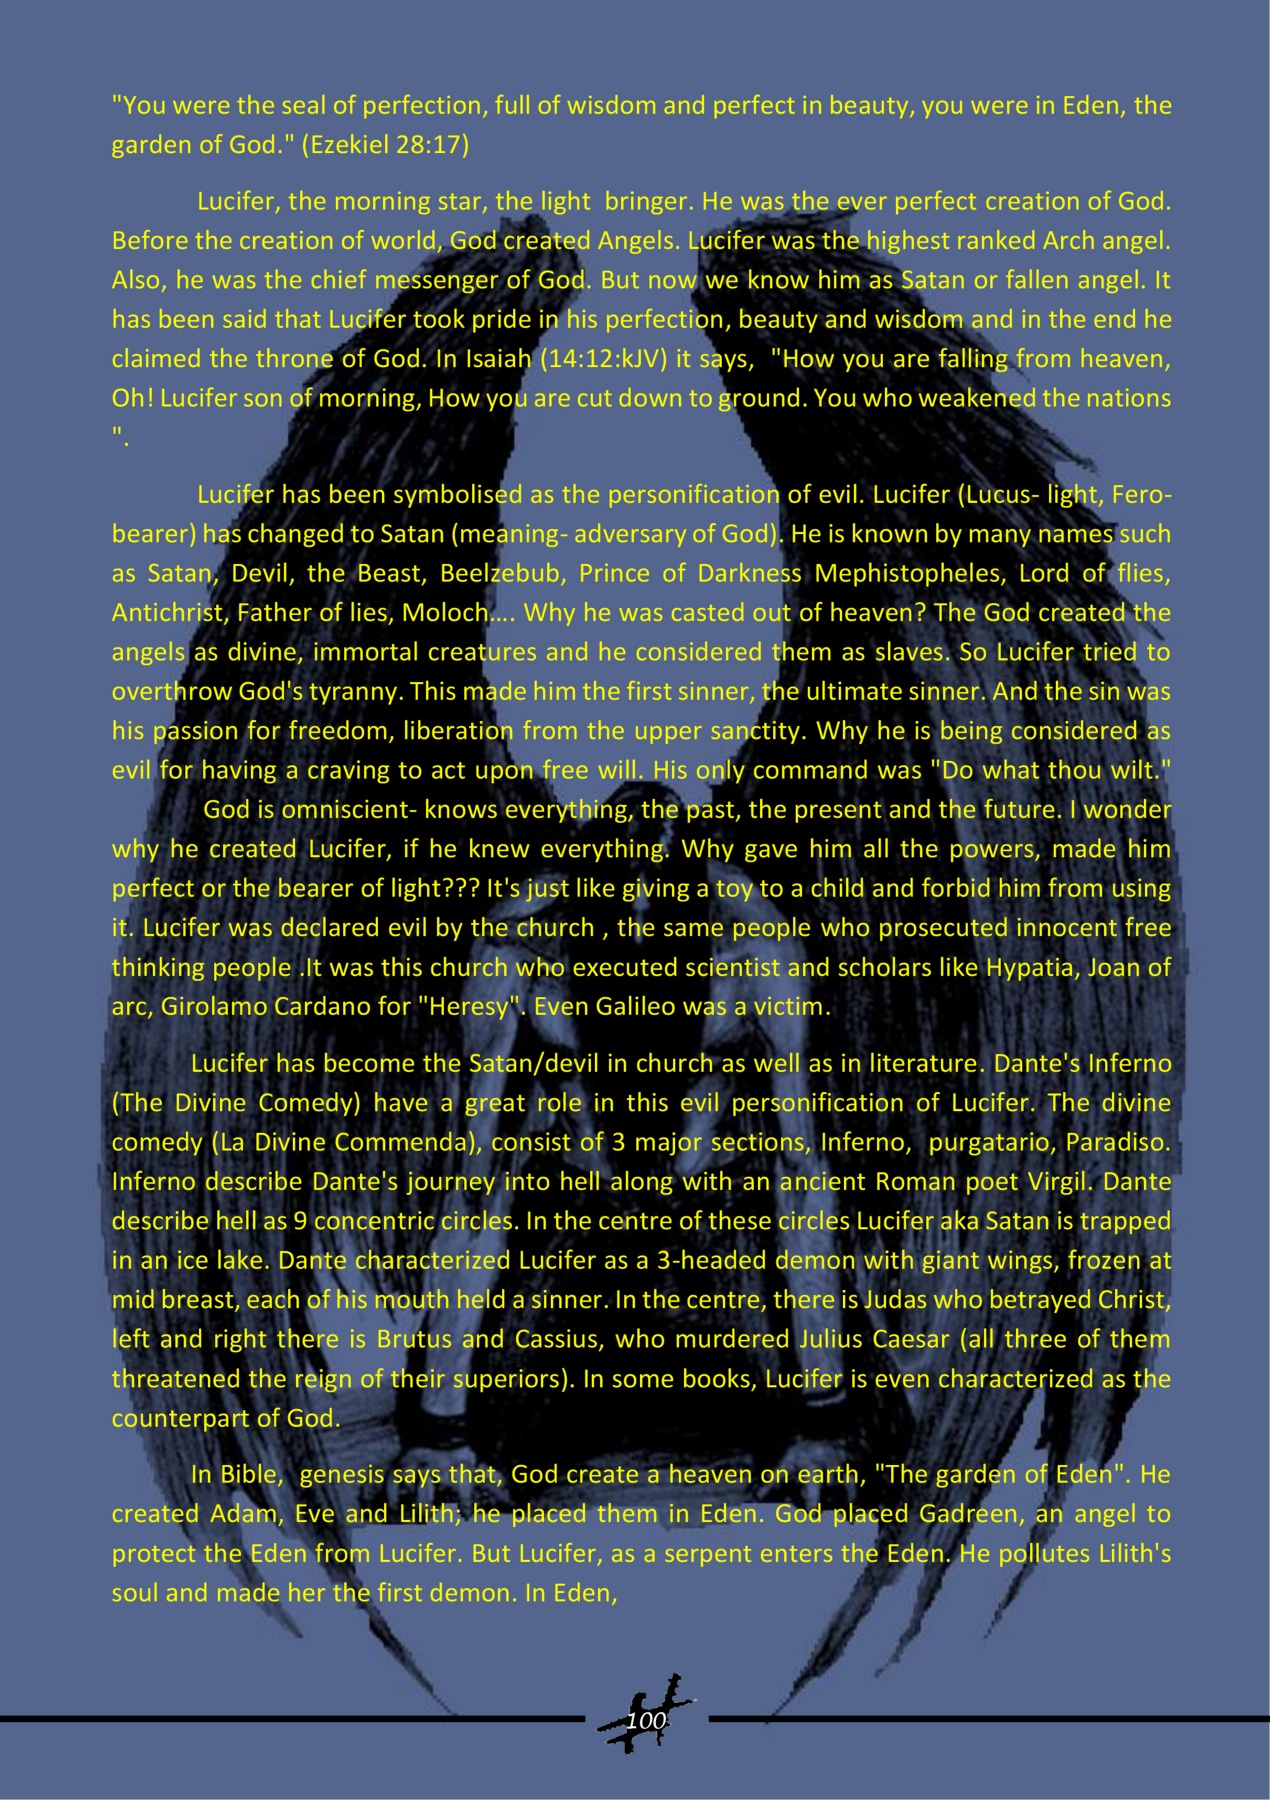 "You were the seal of perfection, full of wisdom and perfect in beauty, you were in Eden, the
garden of God." (Ezekiel 28:17)
Lucifer, the morning star, the light  bringer. He was the ever perfect creation of God.
Before the creation of world, God created Angels. Lucifer was the highest ranked Arch angel.
Also, he was the chief messenger of God. But now we know him as Satan or fallen angel. It
has been said that Lucifer took pride in his perfection, beauty and wisdom and in the end he
claimed the throne of God. In Isaiah (14:12:kJV) it says,  "How you are falling from heaven,
Oh! Lucifer son of morning, How you are cut down to ground. You who weakened the nations
".
Lucifer has been symbolised as the personification of evil. Lucifer (Lucus- light, Fero-
bearer) has changed to Satan (meaning- adversary of God). He is known by many names such
as Satan, Devil, the Beast, Beelzebub, Prince of Darkness Mephistopheles, Lord of flies,
Antichrist, Father of lies, Moloch.... Why he was casted out of heaven? The God created the
angels as divine, immortal creatures and he considered them as slaves. So Lucifer tried to
overthrow God's tyranny. This made him the first sinner, the ultimate sinner. And the sin was
his passion for freedom, liberation from the upper sanctity. Why he is being considered as
evil for having a craving to act upon free will. His only command was "Do what thou wilt."
God is omniscient- knows everything, the past, the present and the future. I wonder
why he created Lucifer, if he knew everything. Why gave him all the powers, made him
perfect or the bearer of light??? It's just like giving a toy to a child and forbid him from using
it. Lucifer was declared evil by the church , the same people who prosecuted innocent free
thinking people .It was this church who executed scientist and scholars like Hypatia, Joan of
arc, Girolamo Cardano for "Heresy". Even Galileo was a victim.
Lucifer has become the Satan/devil in church as well as in literature. Dante's Inferno
(The Divine Comedy) have a great role in this evil personification of Lucifer. The divine
comedy (La Divine Commenda), consist of 3 major sections, Inferno,  purgatario, Paradiso.
Inferno describe Dante's journey into hell along with an ancient Roman poet Virgil. Dante
describe hell as 9 concentric circles. In the centre of these circles Lucifer aka Satan is trapped
in an ice lake. Dante characterized Lucifer as a 3-headed demon with giant wings, frozen at
mid breast, each of his mouth held a sinner. In the centre, there is Judas who betrayed Christ,
left and right there is Brutus and Cassius, who murdered Julius Caesar (all three of them
threatened the reign of their superiors). In some books, Lucifer is even characterized as the
counterpart of God.
In Bible,  genesis says that, God create a heaven on earth, "The garden of Eden". He
created Adam, Eve and Lilith; he placed them in Eden. God placed Gadreen, an angel to
protect the Eden from Lucifer. But Lucifer, as a serpent enters the Eden. He pollutes Lilith's
soul and made her the first demon. In Eden,
100